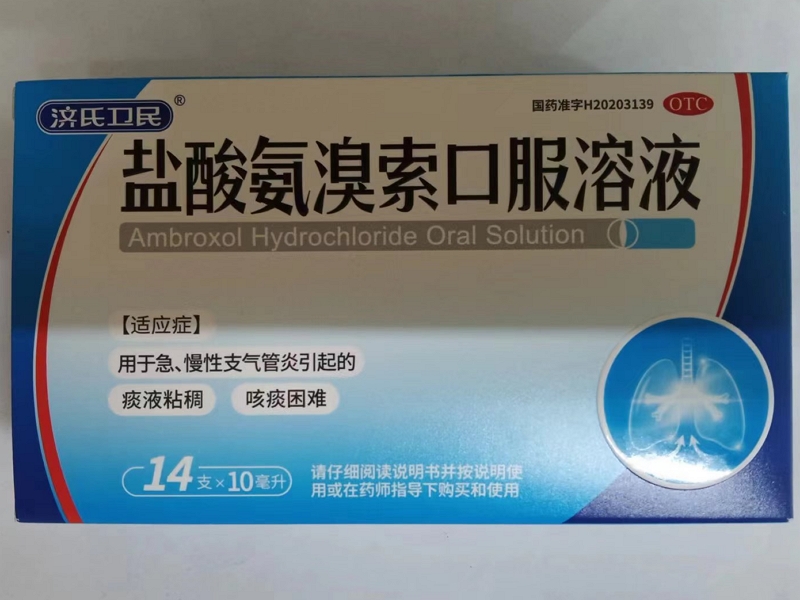 济氏卫民®
国药准字H20203139 OTC
盐酸氨溴索口服溶液
Ambroxol Hydrochloride Oral Solution
【适应症】
用于急、慢性支气管炎引起的
痰液粘稠 咳痰困难
14支×10毫升
请仔细阅读说明书并按说明使
用或在药师指导下购买和使用